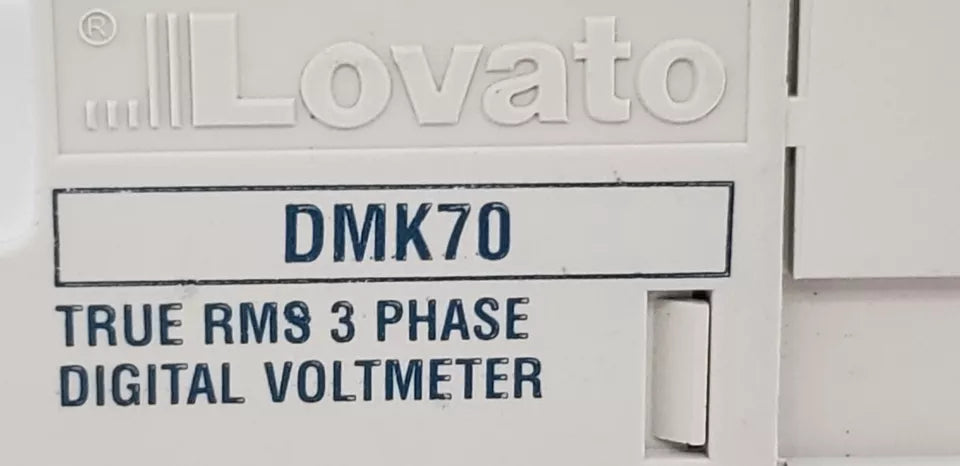 ® Lovato
DMK70
TRUE RMS 3 PHASE
DIGITAL VOLTMETER